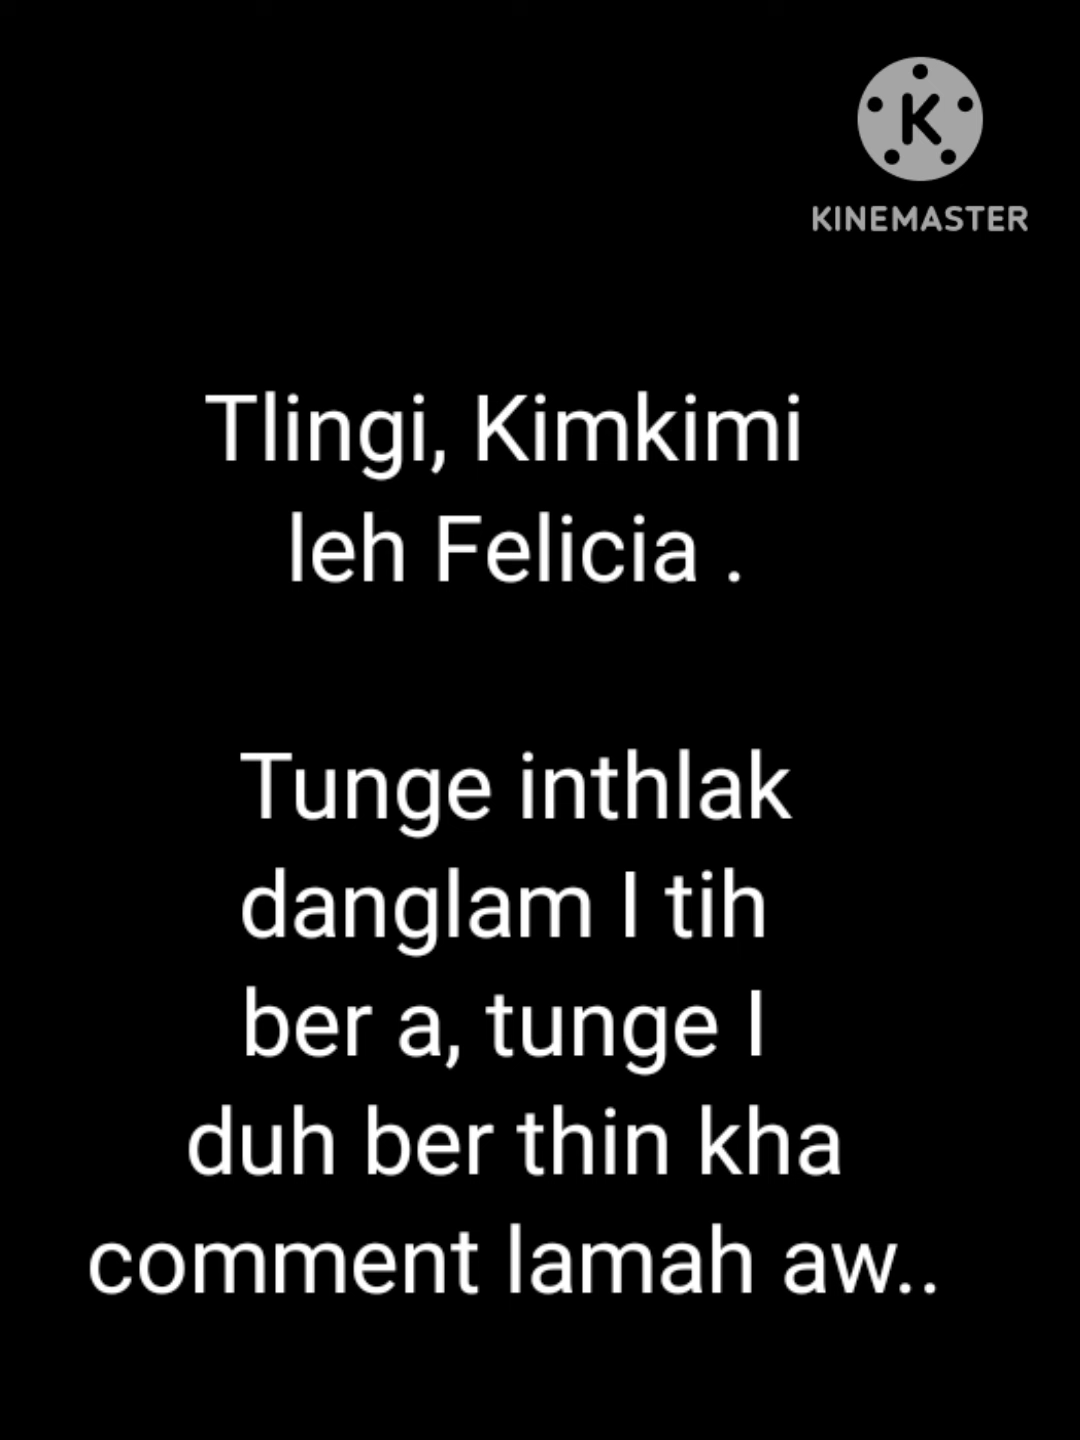 KINEMASTER
Tlingi, Kimkimi
leh Felicia .
Tunge inthlak
danglam I tih
ber a, tunge I
duh ber thin kha
comment lamah aw..